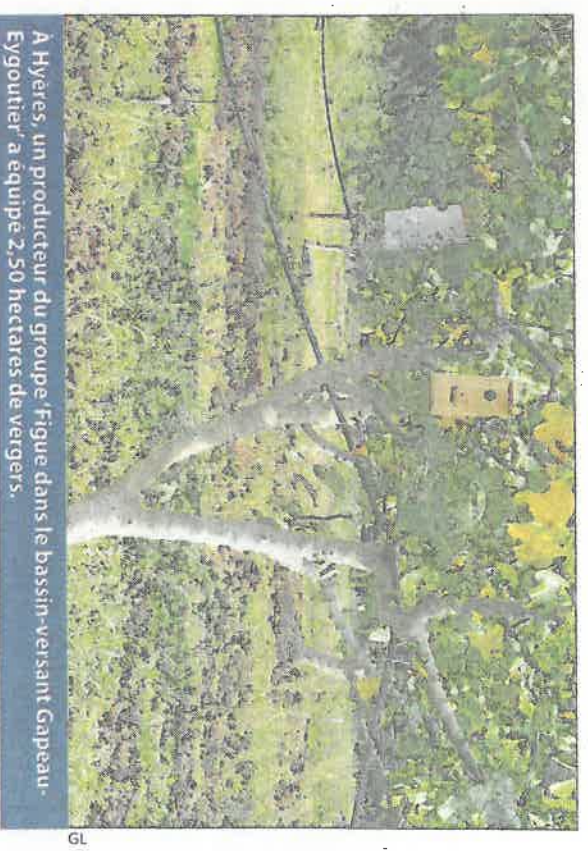 À Hyères, un producteur du groupe 'Figue dans le bassin-versant Gapeau-
Eygoutier' a équipé 2,50 hectares de vergers.
GL